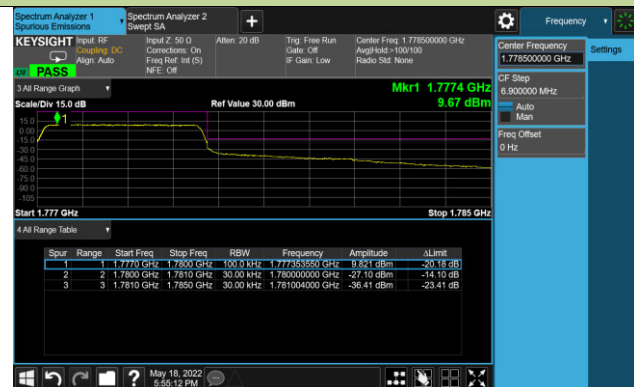 Spectrum Analyzer 1
Spurious Emissions
Spectrum Analyzer 2
Swept SA
Frequency
KEYSIGHT
Input: RF
Coupling: DC
Align: Auto
Input Z: 50 Ω
Corrections: On
Freq Ref: Int (S)
NFE: Off
Atten: 20 dB
Trig: Free Run
Gate: Off
IF Gain: Low
Center Freq: 1.778500000 GHz
Avg|Hold:>100/100
Radio Std: None
PASS
Center Frequency
1.778500000 GHz
Settings
CF Step
6.900000 MHz
Auto
Man
Freq Offset
0 Hz
3 All Range Graph
Scale/Div 15.0 dB
Ref Value 30.00 dBm
Mkr1 1.7774 GHz
9.67 dBm
1
15.0
0.00
-15.0
-30.0
-45.0
-60.0
-75.0
-90.0
-105
Start 1.777 GHz
Stop 1.785 GHz
4 All Range Table
Spur Range Start Freq Stop Freq RBW Frequency Amplitude ΔLimit
1 1 1.7770 GHz 1.7800 GHz 100.0 kHz 1.777353550 GHz 9.821 dBm -20.18 dB
2 2 1.7800 GHz 1.7810 GHz 30.00 kHz 1.780000000 GHz -27.10 dBm -14.10 dB
3 3 1.7810 GHz 1.7850 GHz 30.00 kHz 1.781004000 GHz -36.41 dBm -23.41 dB
May 18, 2022
5:55:12 PM